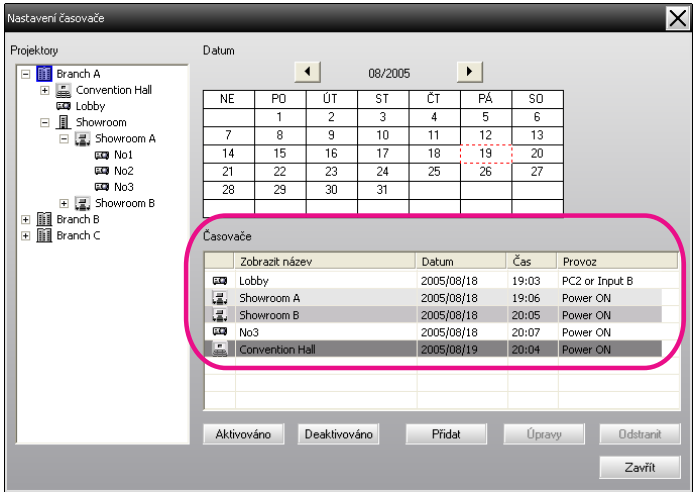 Nastavení časovače
Projektory
Branch A
Convention Hall
Lobby
Showroom
Showroom A
No1
No2
No3
Showroom B
Branch B
Branch C
Datum
08/2005
NE PO ÚT ST ČT PÁ SO
1 2 3 4 5 6
7 8 9 10 11 12 13
14 15 16 17 18 19 20
21 22 23 24 25 26 27
28 29 30 31
Časovače
Zobrazit název Datum Čas Provoz
Lobby 2005/08/18 19:03 PC2 or Input B
Showroom A 2005/08/18 19:06 Power ON
Showroom B 2005/08/18 20:05 Power ON
No3 2005/08/18 20:07 Power ON
Convention Hall 2005/08/19 20:04 Power ON
Aktivováno Deaktivováno Přidat Úpravy Odstranit
Zavřít